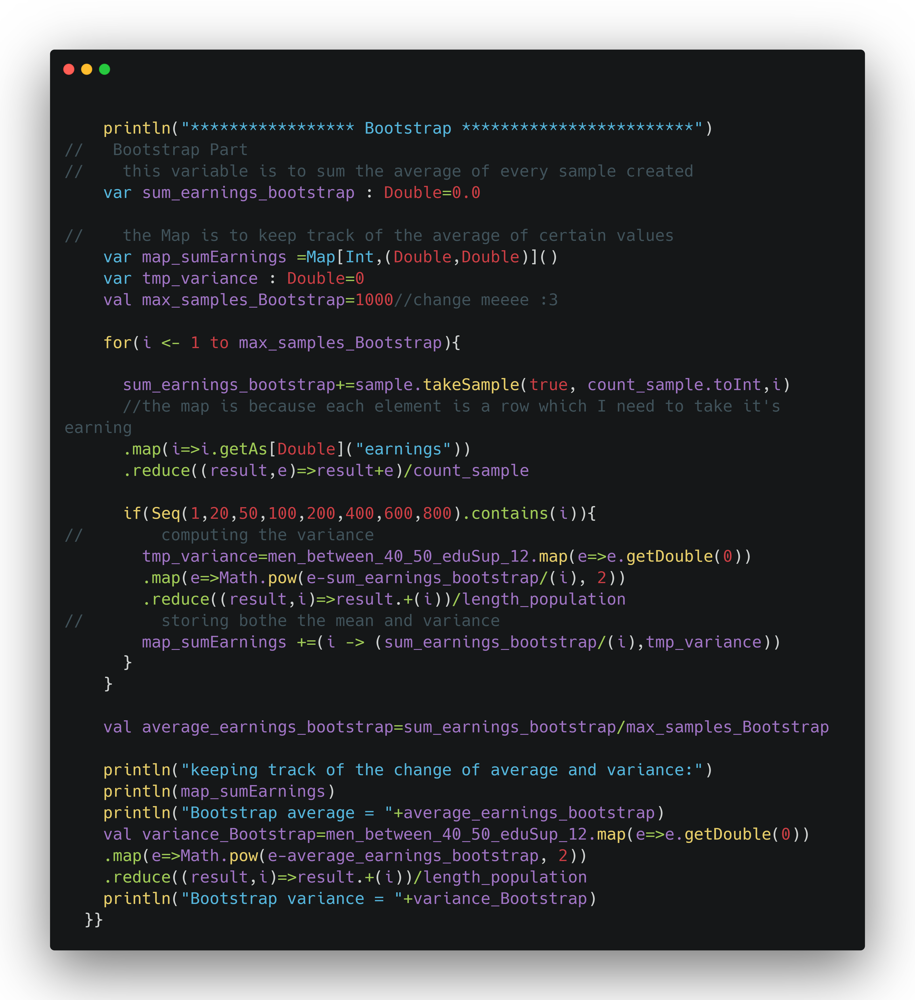 println("***************** Bootstrap ************************")
//   Bootstrap Part
//    this variable is to sum the average of every sample created
    var sum_earnings_bootstrap : Double=0.0
//    the Map is to keep track of the average of certain values
    var map_sumEarnings =Map[Int,(Double,Double)]()
    var tmp_variance : Double=0
    val max_samples_Bootstrap=1000//change meeee :3
    for(i <- 1 to max_samples_Bootstrap){
      sum_earnings_bootstrap+=sample.takeSample(true, count_sample.toInt,i)
      //the map is because each element is a row which I need to take it's
earning
      .map(i=>i.getAs[Double]("earnings"))
      .reduce((result,e)=>result+e)/count_sample
      if(Seq(1,20,50,100,200,400,600,800).contains(i)){
//        computing the variance
        tmp_variance=men_between_40_50_eduSup_12.map(e=>e.getDouble(0))
        .map(e=>Math.pow(e-sum_earnings_bootstrap/(i), 2))
        .reduce((result,i)=>result.+(i))/length_population
//        storing bothe the mean and variance
        map_sumEarnings +=(i -> (sum_earnings_bootstrap/(i),tmp_variance))
      }
    }
    val average_earnings_bootstrap=sum_earnings_bootstrap/max_samples_Bootstrap
    println("keeping track of the change of average and variance:")
    println(map_sumEarnings)
    println("Bootstrap average = "+average_earnings_bootstrap)
    val variance_Bootstrap=men_between_40_50_eduSup_12.map(e=>e.getDouble(0))
    .map(e=>Math.pow(e-average_earnings_bootstrap, 2))
    .reduce((result,i)=>result.+(i))/length_population
    println("Bootstrap variance = "+variance_Bootstrap)
  }}